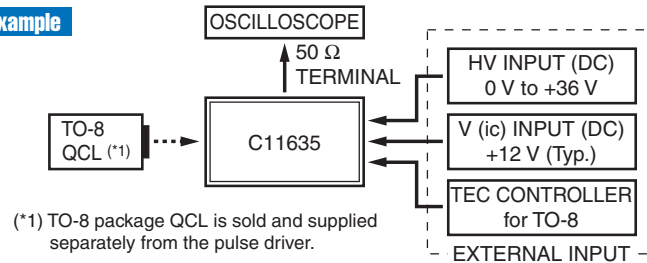 xample
OSCILLOSCOPE
50 Ω
TERMINAL
HV INPUT (DC)
0 V to +36 V
TO-8
QCL (*1)
C11635
V (ic) INPUT (DC)
+12 V (Typ.)
TEC CONTROLLER
for TO-8
(*1) TO-8 package QCL is sold and supplied
separately from the pulse driver.
EXTERNAL INPUT